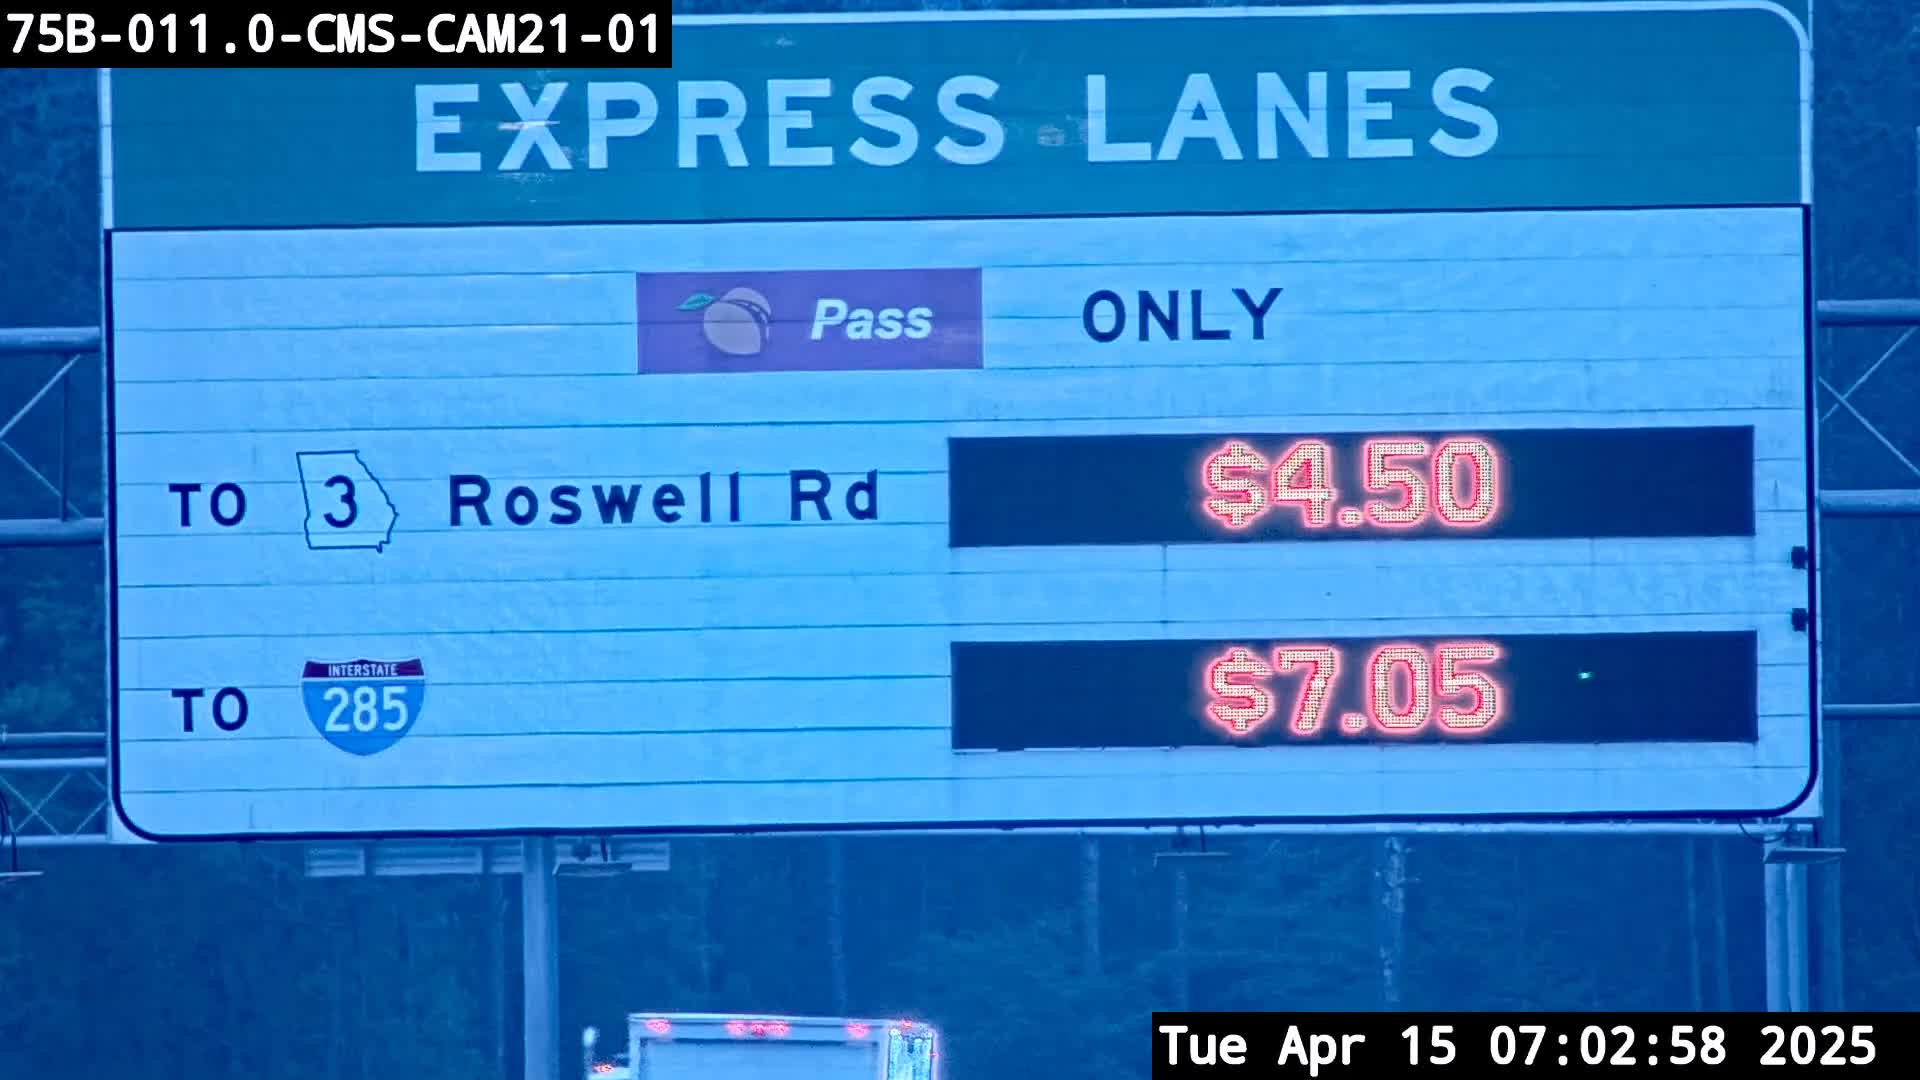 75B-011.0-CMS-CAM21-01
EXPRESS LANES
Pass ONLY
TO 3 Roswell Rd $4.50
TO INTERSTATE 285 $7.05
Tue Apr 15 07:02:58 2025